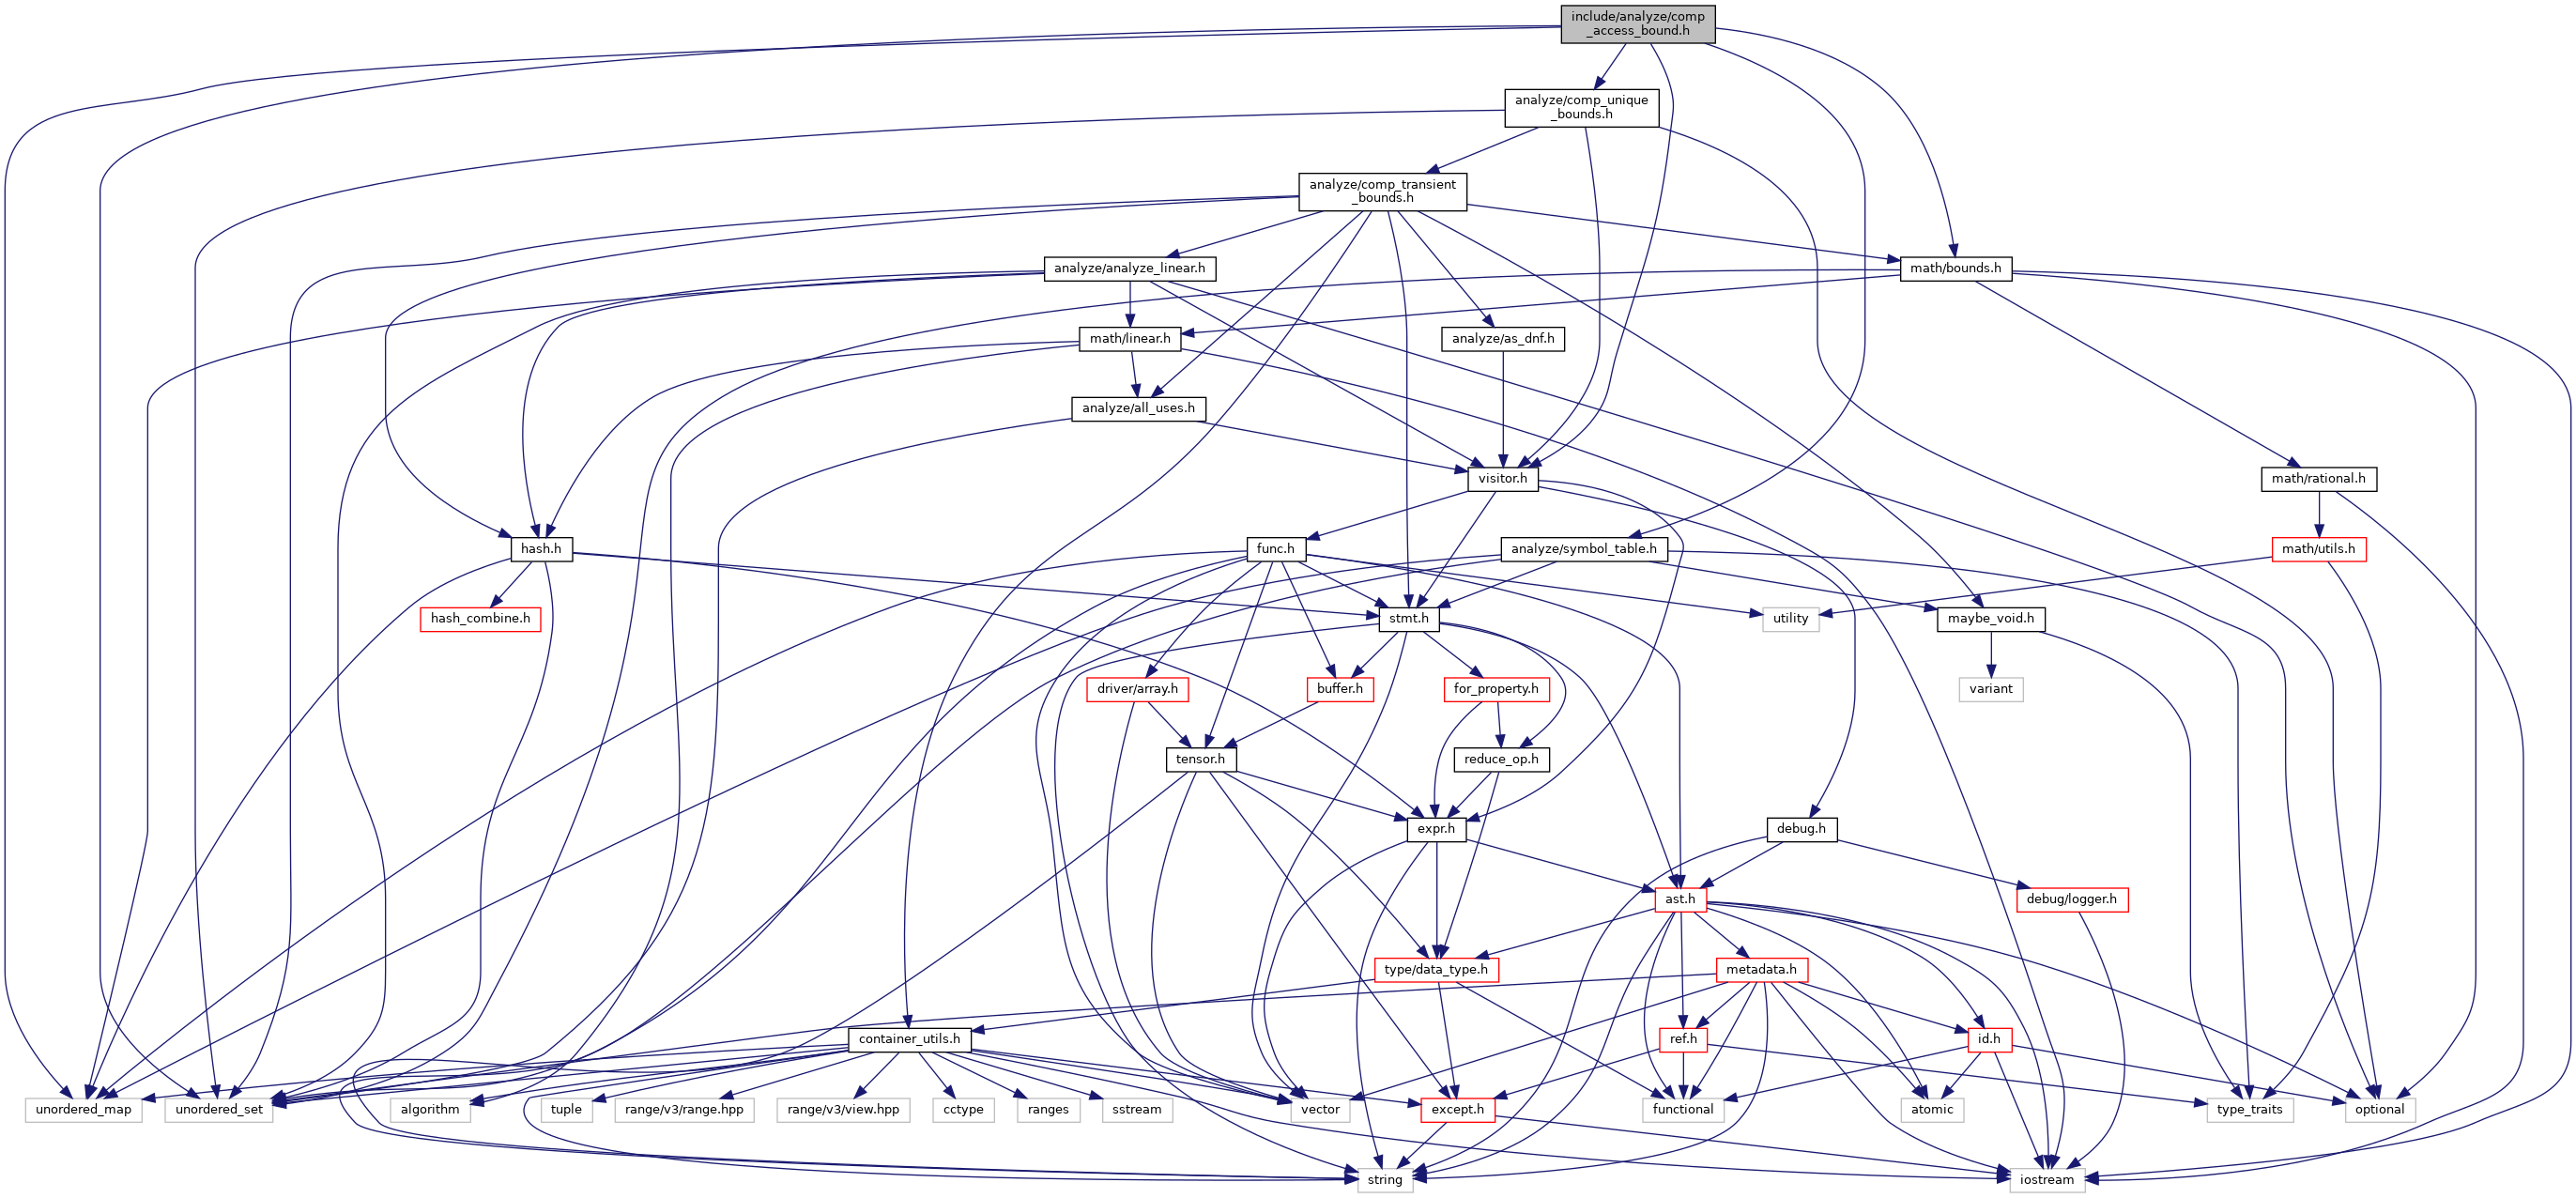 include/analyze/comp
_access_bound.h
analyze/comp_unique
_bounds.h
analyze/comp_transient
_bounds.h
analyze/analyze_linear.h
math/bounds.h
math/linear.h
analyze/as_dnf.h
analyze/all_uses.h
visitor.h
math/rational.h
hash.h
func.h
analyze/symbol_table.h
math/utils.h
hash_combine.h
stmt.h
utility
maybe_void.h
driver/array.h
buffer.h
for_property.h
variant
tensor.h
reduce_op.h
expr.h
debug.h
ast.h
debug/logger.h
type/data_type.h
metadata.h
container_utils.h
ref.h
id.h
unordered_map
unordered_set
algorithm
tuple
range/v3/range.hpp
range/v3/view.hpp
cctype
ranges
sstream
vector
except.h
functional
atomic
type_traits
optional
string
iostream